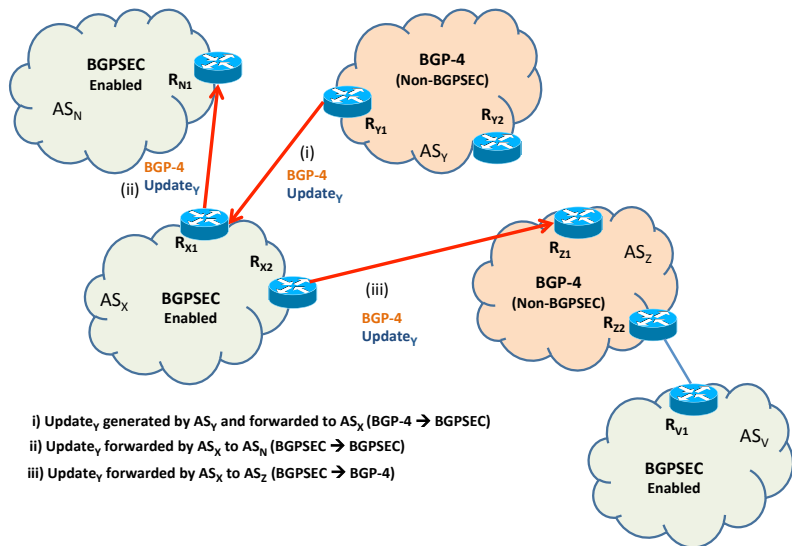 BGPSEC
Enabled
R_N1
AS_N
BGP-4
(Non-BGPSEC)
R_Y1
R_Y2
AS_Y
(i)
BGP-4
Update_Y
BGP-4
(ii) Update_Y
R_X1
R_X2
AS_X
BGPSEC
Enabled
(iii)
BGP-4
Update_Y
R_Z1
AS_Z
BGP-4
(Non-BGPSEC)
R_Z2
R_V1
AS_V
BGPSEC
Enabled
i) Update_Y generated by AS_Y and forwarded to AS_X (BGP-4 → BGPSEC)
ii) Update_Y forwarded by AS_X to AS_N (BGPSEC → BGPSEC)
iii) Update_Y forwarded by AS_X to AS_Z (BGPSEC → BGP-4)